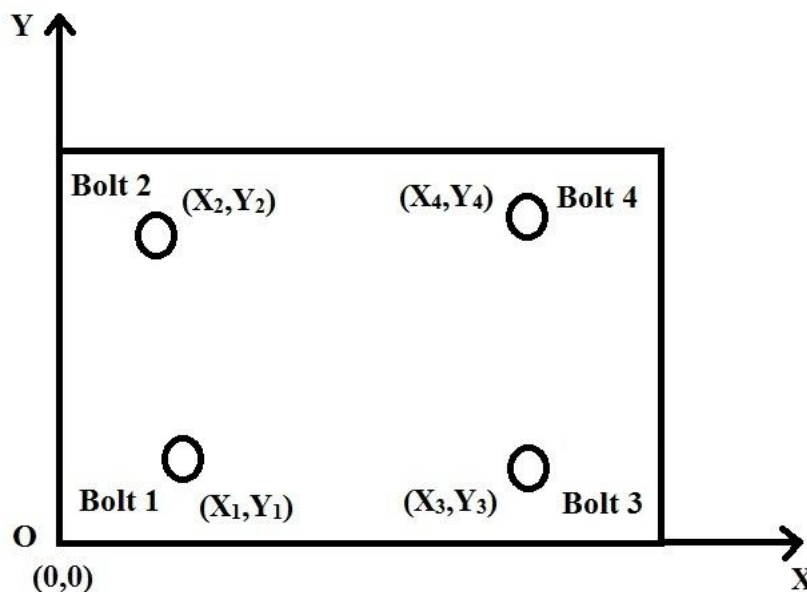 Y
Bolt 2
(X₂,Y₂)
(X₄,Y₄)
Bolt 4
Bolt 1
(X₁,Y₁)
(X₃,Y₃)
Bolt 3
O
(0,0)
X